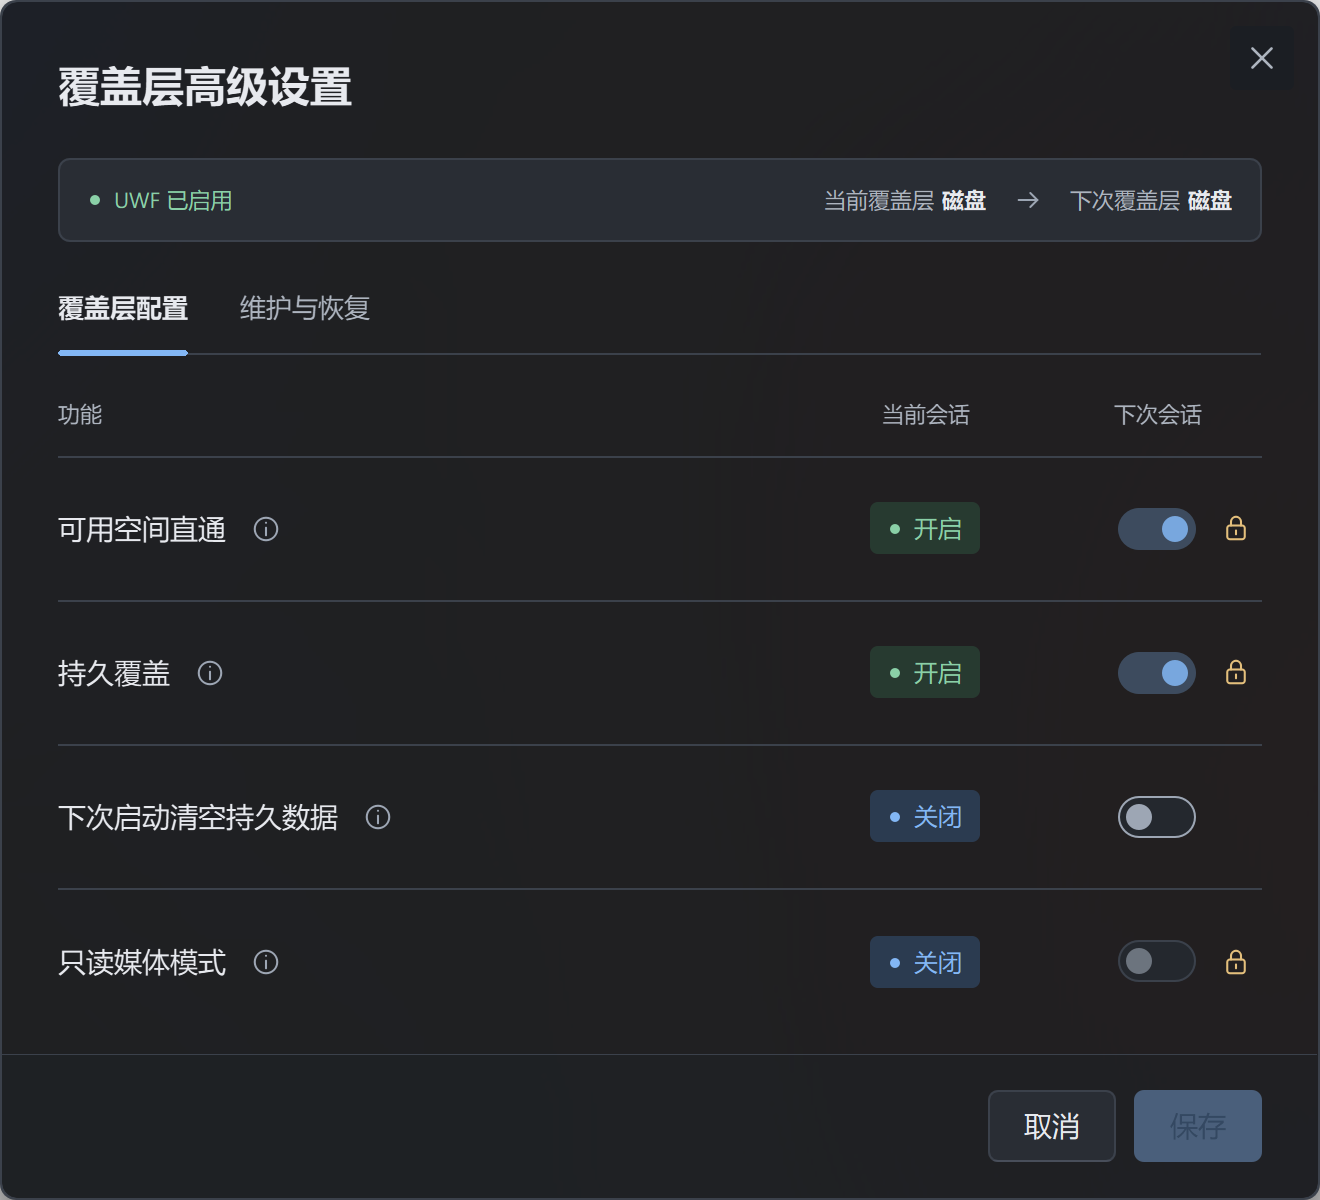 覆盖层高级设置
UWF 已启用 当前覆盖层 磁盘 → 下次覆盖层 磁盘
覆盖层配置 维护与恢复
功能 当前会话 下次会话
可用空间直通 开启
持久覆盖 开启
下次启动清空持久数据 关闭
只读媒体模式 关闭
取消 保存